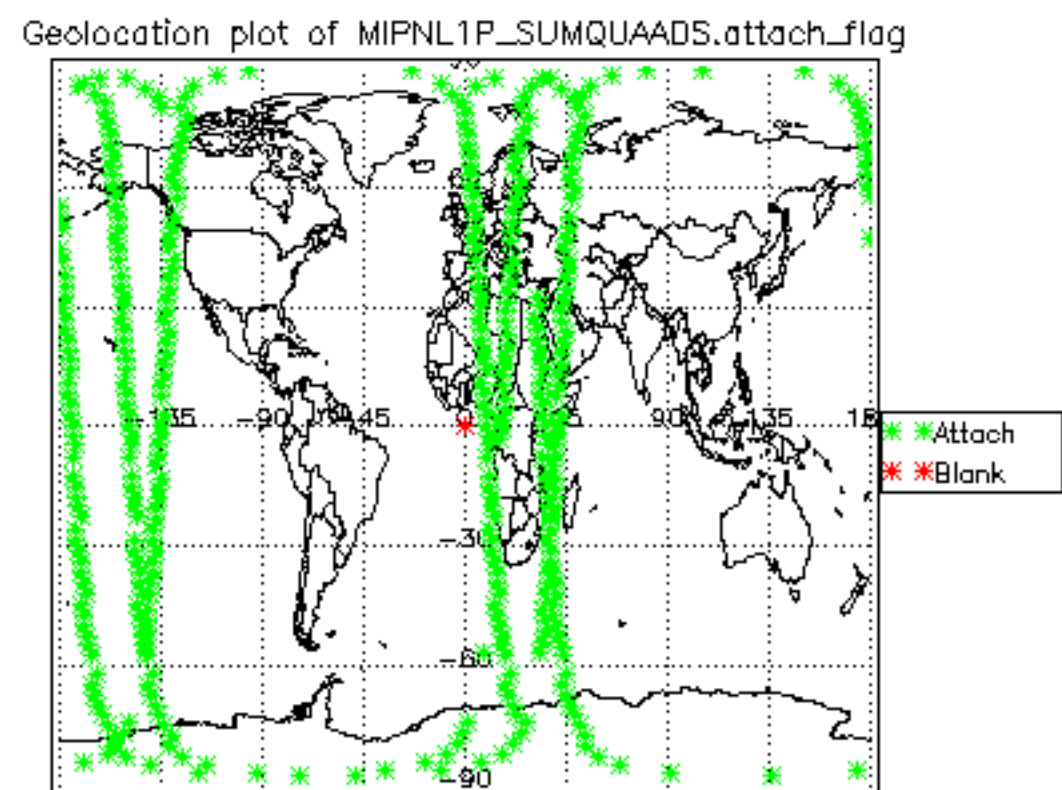 Geolocation plot of MIPNL1P_SUMQUAADS.attach_flag
-135 -90 -45 90 135
Attach
Blank
-30
-60
-90